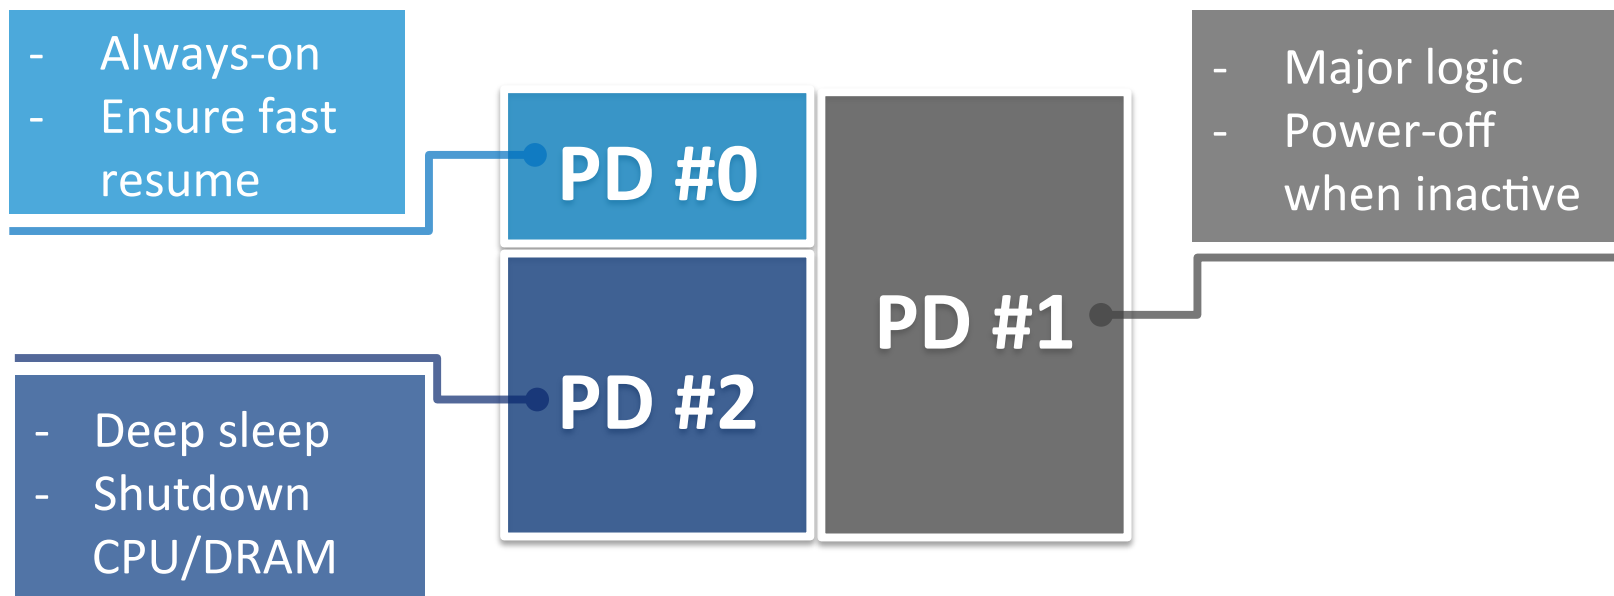 - Always-on
- Ensure fast
resume
PD #0
PD #2
- Deep sleep
- Shutdown
CPU/DRAM
PD #1
- Major logic
- Power-off
when inactive